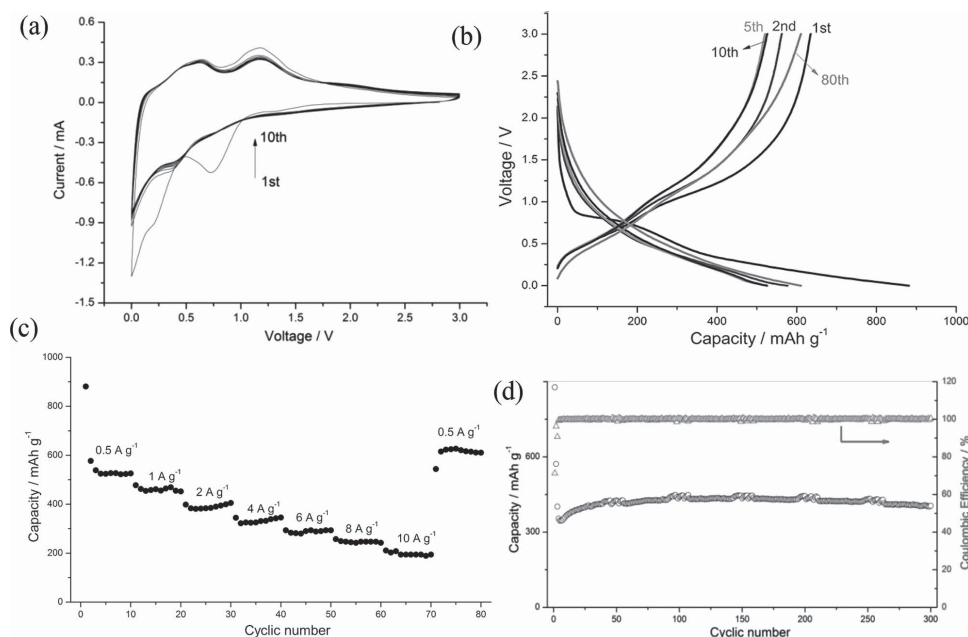 (a)
0.6
0.3
0.0
-0.3
-0.6
-0.9
-1.2
-1.5
Current / mA
10th
1st
0.0 0.5 1.0 1.5 2.0 2.5 3.0
Voltage / V
(b)
3.0
2.5
2.0
1.5
1.0
0.5
0.0
Voltage / V
5th 2nd 1st
10th
80th
0 200 400 600 800 1000
Capacity / mAh g⁻¹
(c)
1000
800
600
400
200
0
Capacity / mAh g⁻¹
0.5 A g⁻¹
1 A g⁻¹
2 A g⁻¹
4 A g⁻¹
6 A g⁻¹
8 A g⁻¹
10 A g⁻¹
0.5 A g⁻¹
0 10 20 30 40 50 60 70 80
Cyclic number
(d)
900
600
300
0
Capacity / mAh g⁻¹
120
100
80
60
40
20
0
Coulombic Efficiency / %
0 50 100 150 200 250 300
Cyclic number